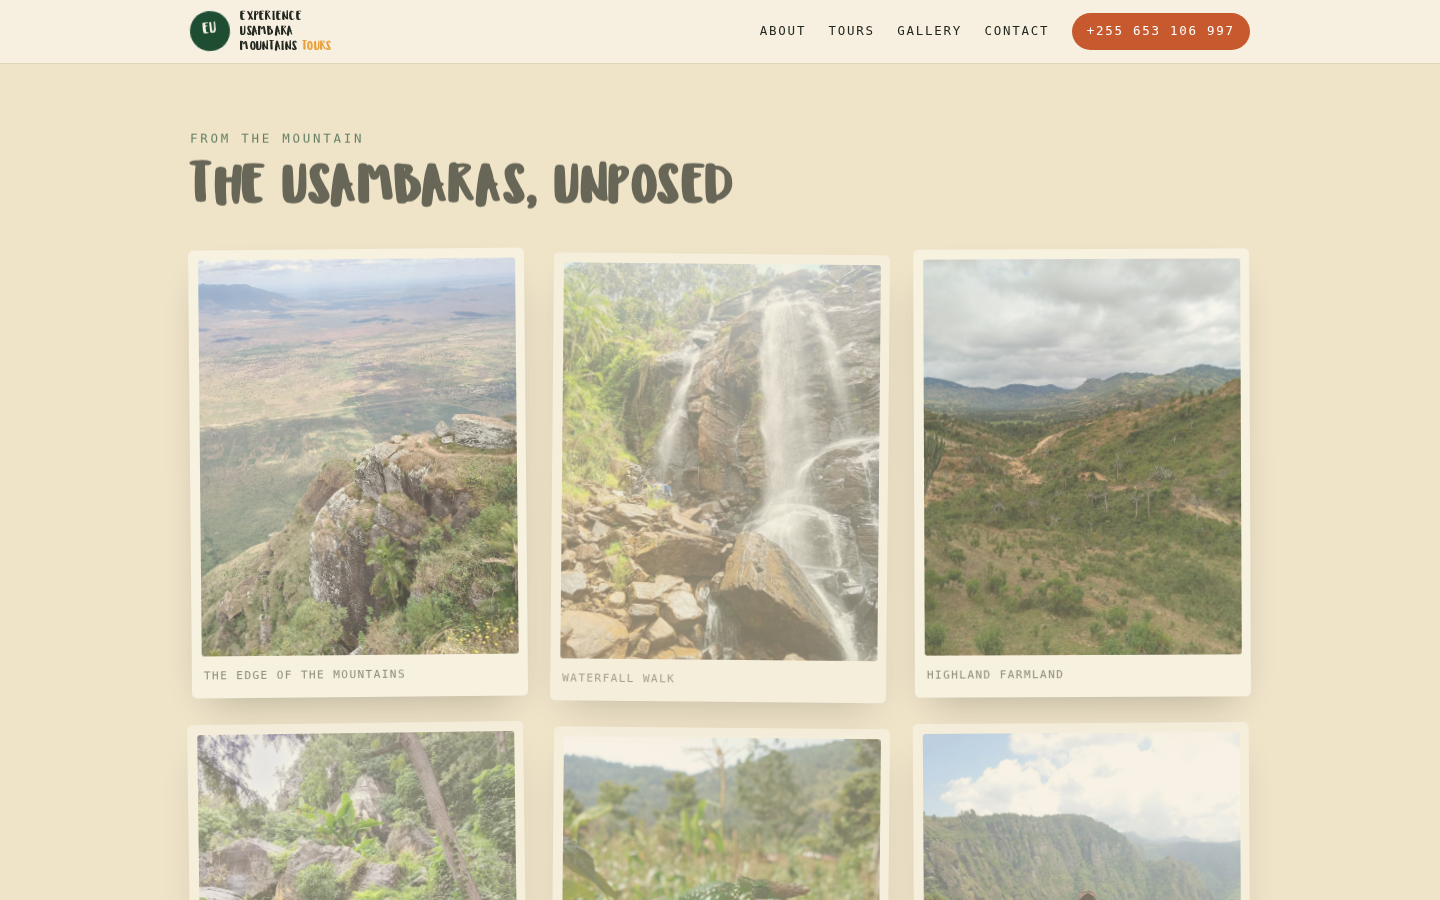 EU
EXPERIENCE
USAMBARA
MOUNTAINS TOURS
ABOUT TOURS GALLERY CONTACT +255 653 106 997
FROM THE MOUNTAIN
THE USAMBARAS, UNPOSED
THE EDGE OF THE MOUNTAINS
WATERFALL WALK
HIGHLAND FARMLAND